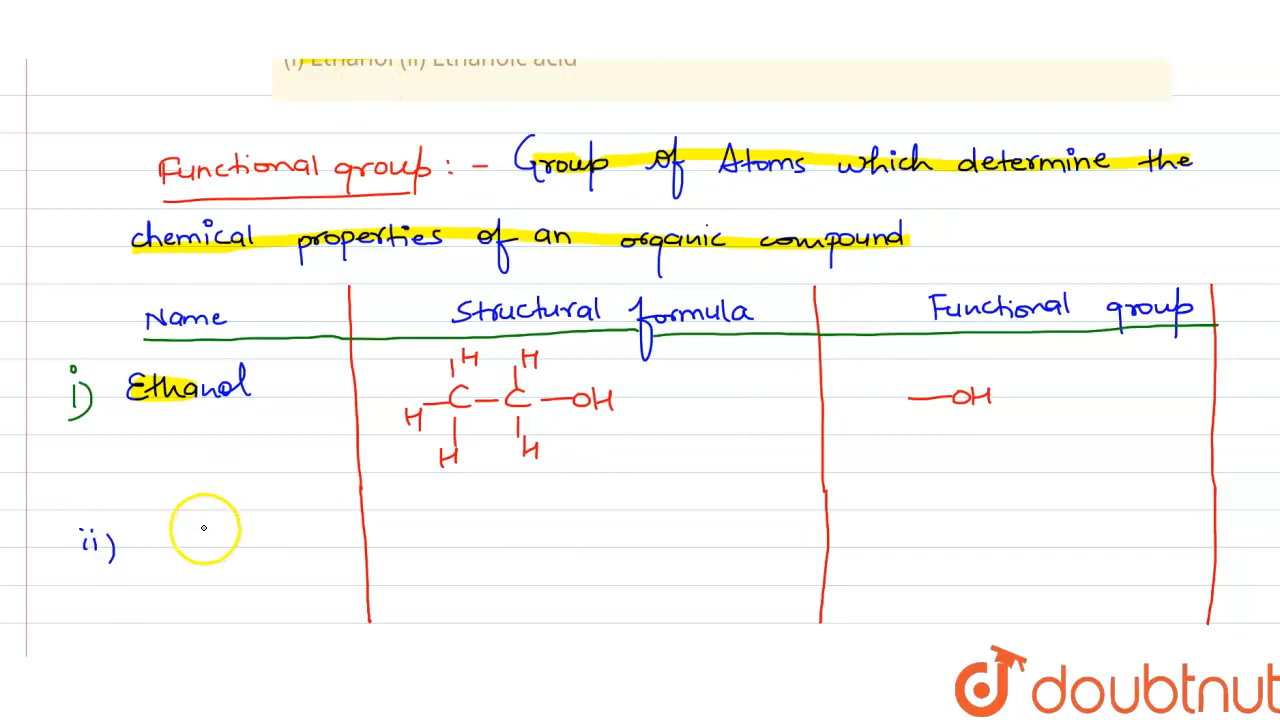 (i) Ethanol (ii) Ethanoic acid
Functional group : - Group of Atoms which determine the
chemical properties of an organic compound
Name Structural formula Functional group
H H
i) Ethanol H - C - C - OH - OH
H H
ii)
doubtnut